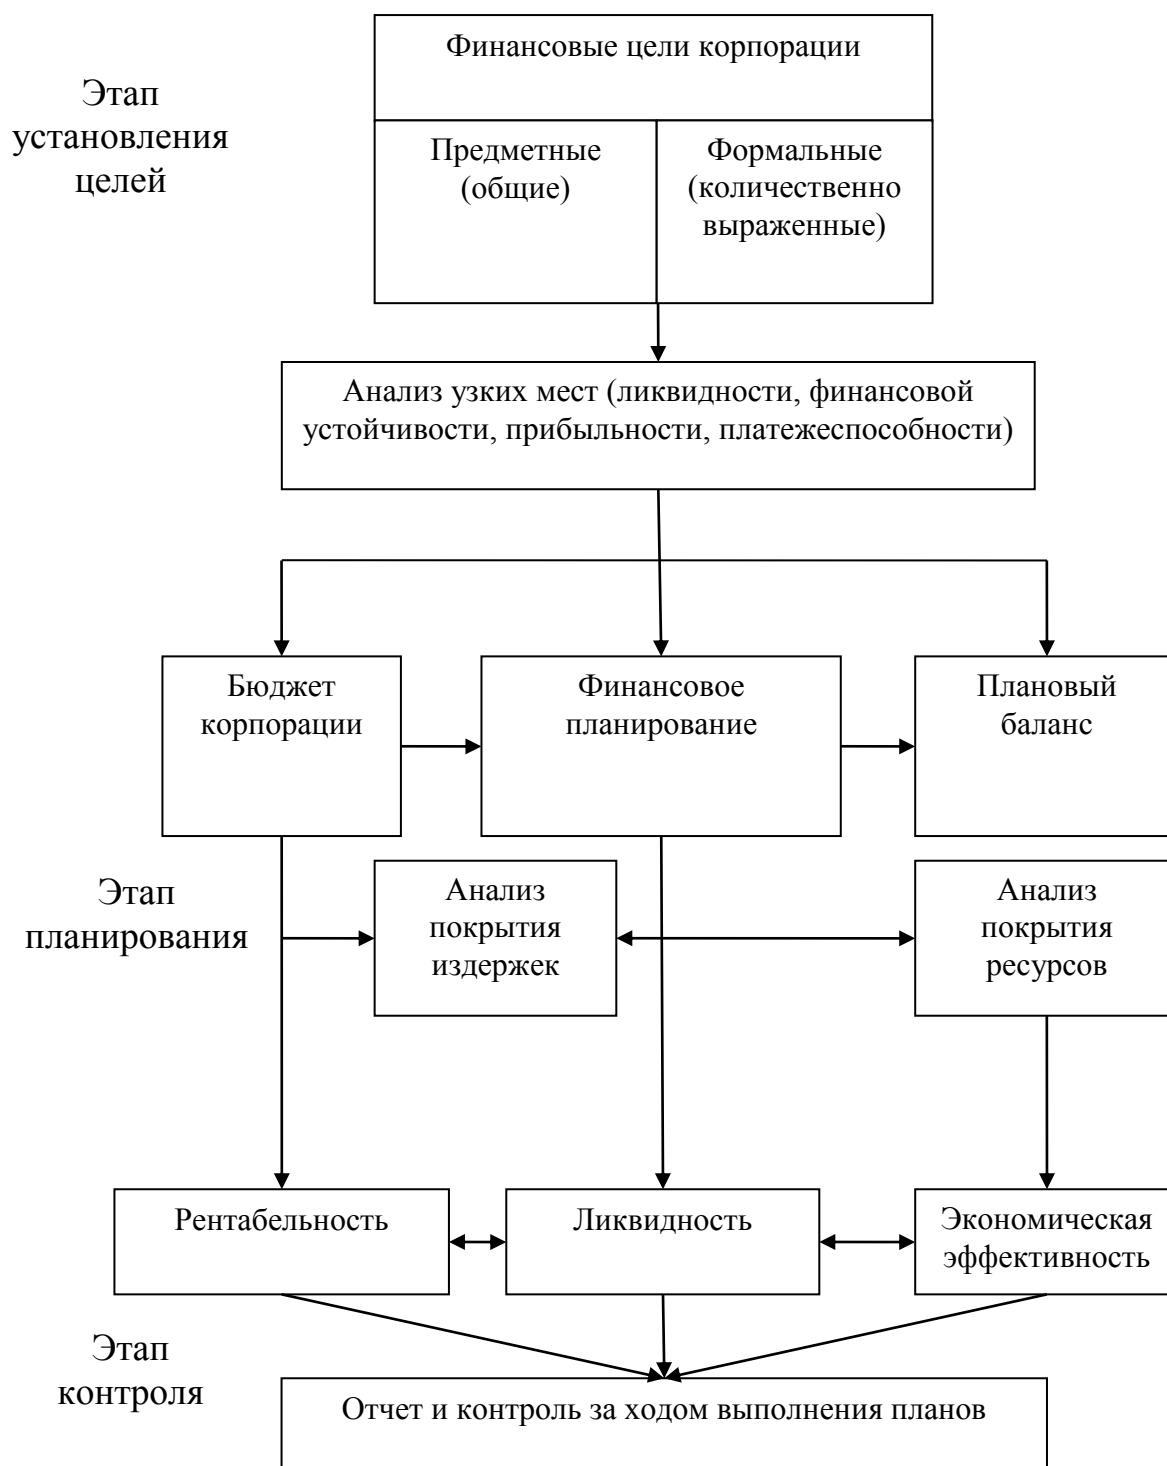 Финансовые цели корпорации
Этап
установления
целей
Предметные
(общие)
Формальные
(количественно
выраженные)
Анализ узких мест (ликвидности, финансовой
устойчивости, прибыльности, платежеспособности)
Бюджет
корпорации
Финансовое
планирование
Плановый
баланс
Этап
планирования
Анализ
покрытия
издержек
Анализ
покрытия
ресурсов
Рентабельность
Ликвидность
Экономическая
эффективность
Этап
контроля
Отчет и контроль за ходом выполнения планов